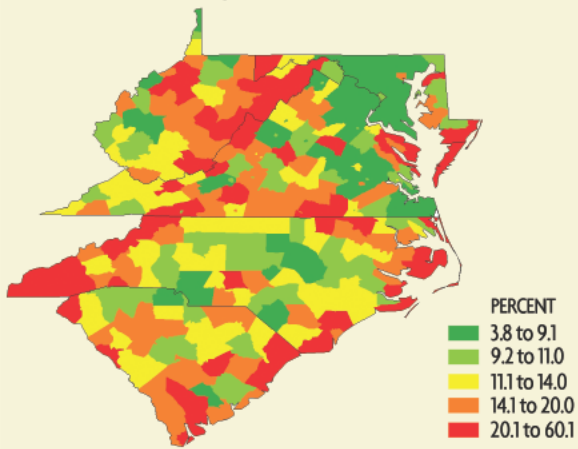 PERCENT
3.8 to 9.1
9.2 to 11.0
11.1 to 14.0
14.1 to 20.0
20.1 to 60.1